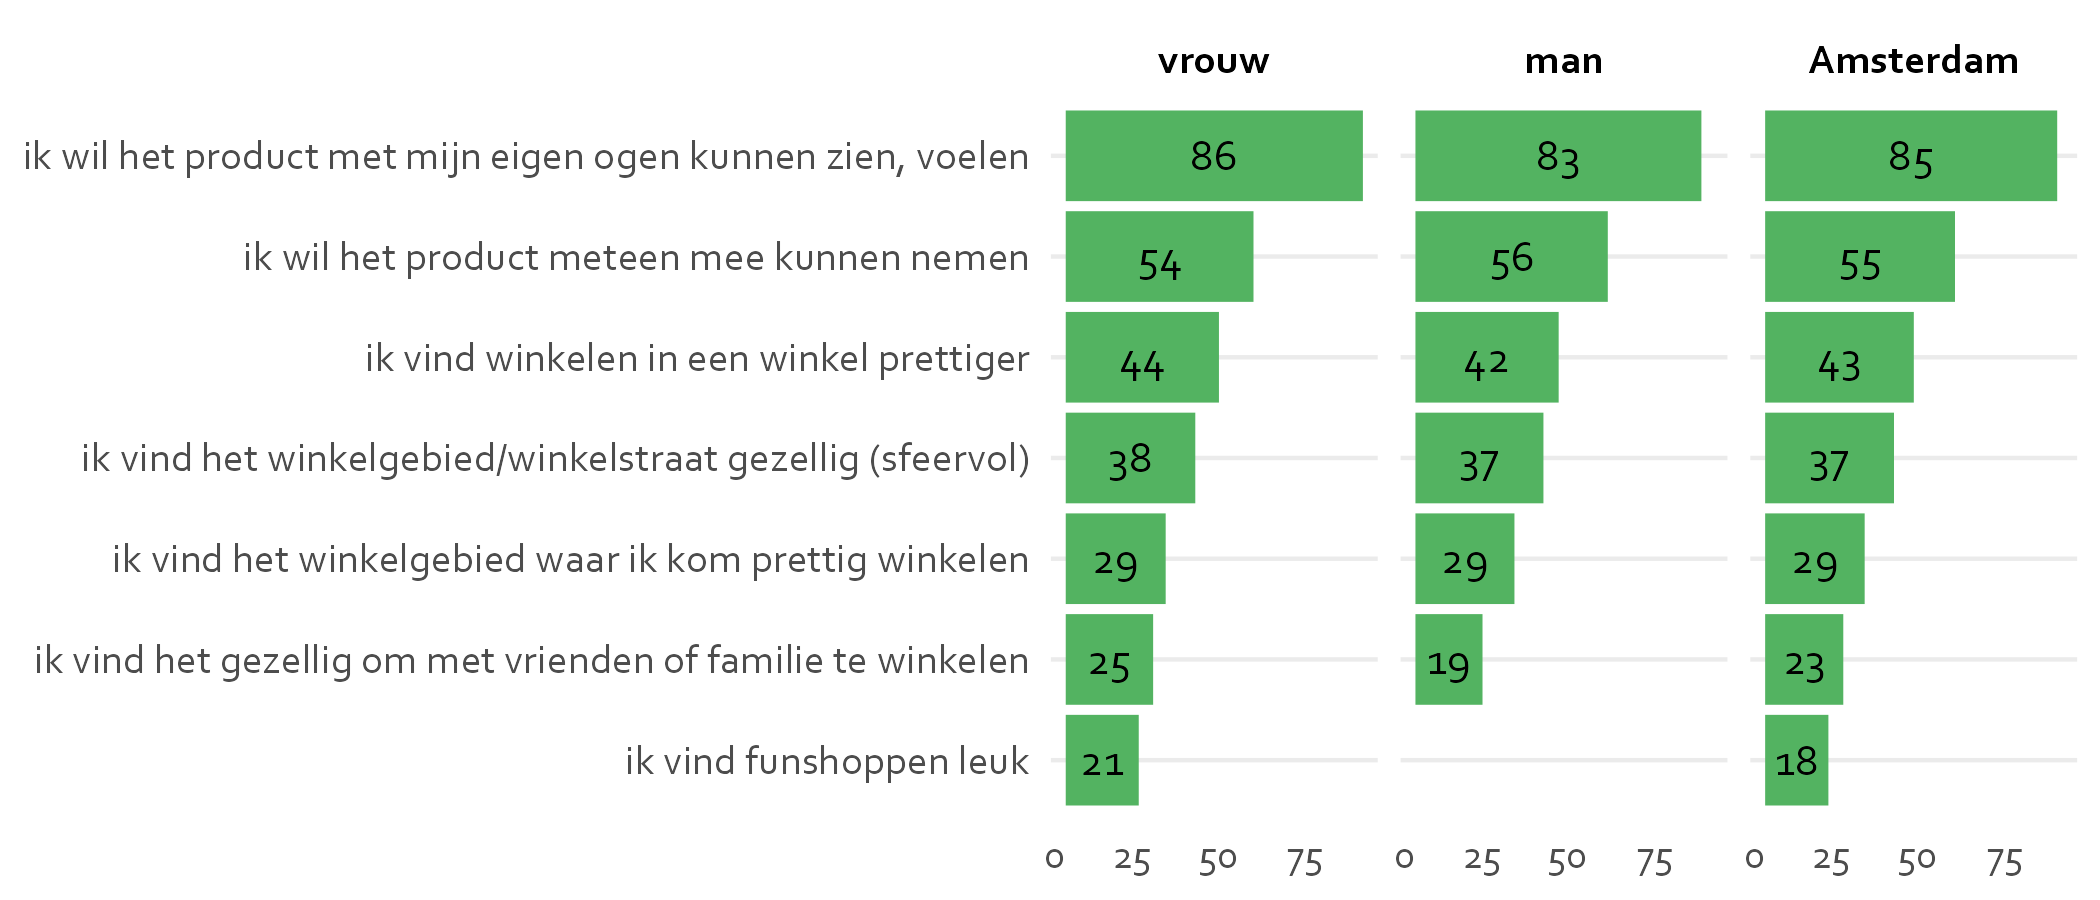 vrouw man Amsterdam
ik wil het product met mijn eigen ogen kunnen zien, voelen 86 83 85
ik wil het product meteen mee kunnen nemen 54 56 55
ik vind winkelen in een winkel prettiger 44 42 43
ik vind het winkelgebied/winkelstraat gezellig (sfeervol) 38 37 37
ik vind het winkelgebied waar ik kom prettig winkelen 29 29 29
ik vind het gezellig om met vrienden of familie te winkelen 25 19 23
ik vind funshoppen leuk 21 18
0 25 50 75 0 25 50 75 0 25 50 75